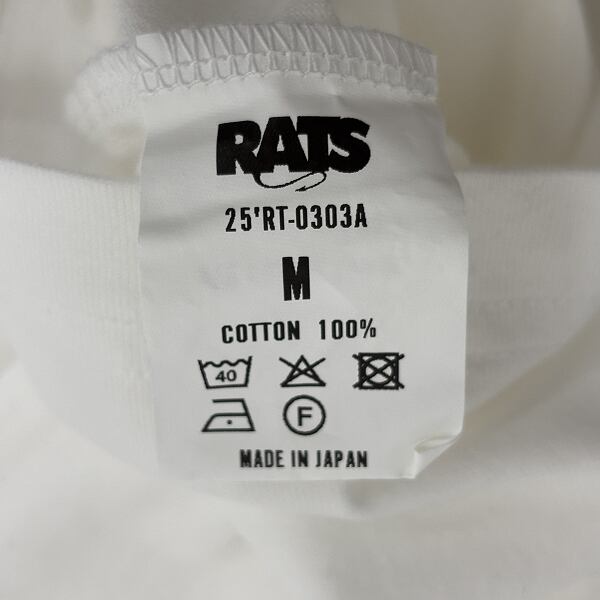 RATS
25'RT-0303A
M
COTTON 100%
40
F
MADE IN JAPAN